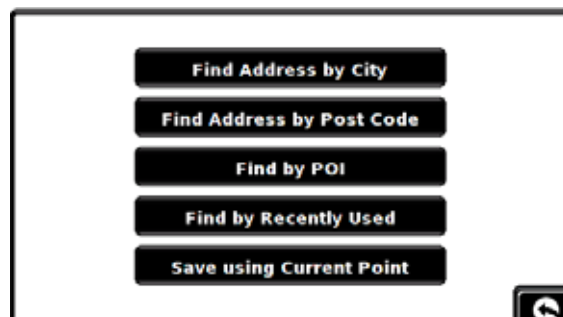 Find Address by City
Find Address by Post Code
Find by POI
Find by Recently Used
Save using Current Point